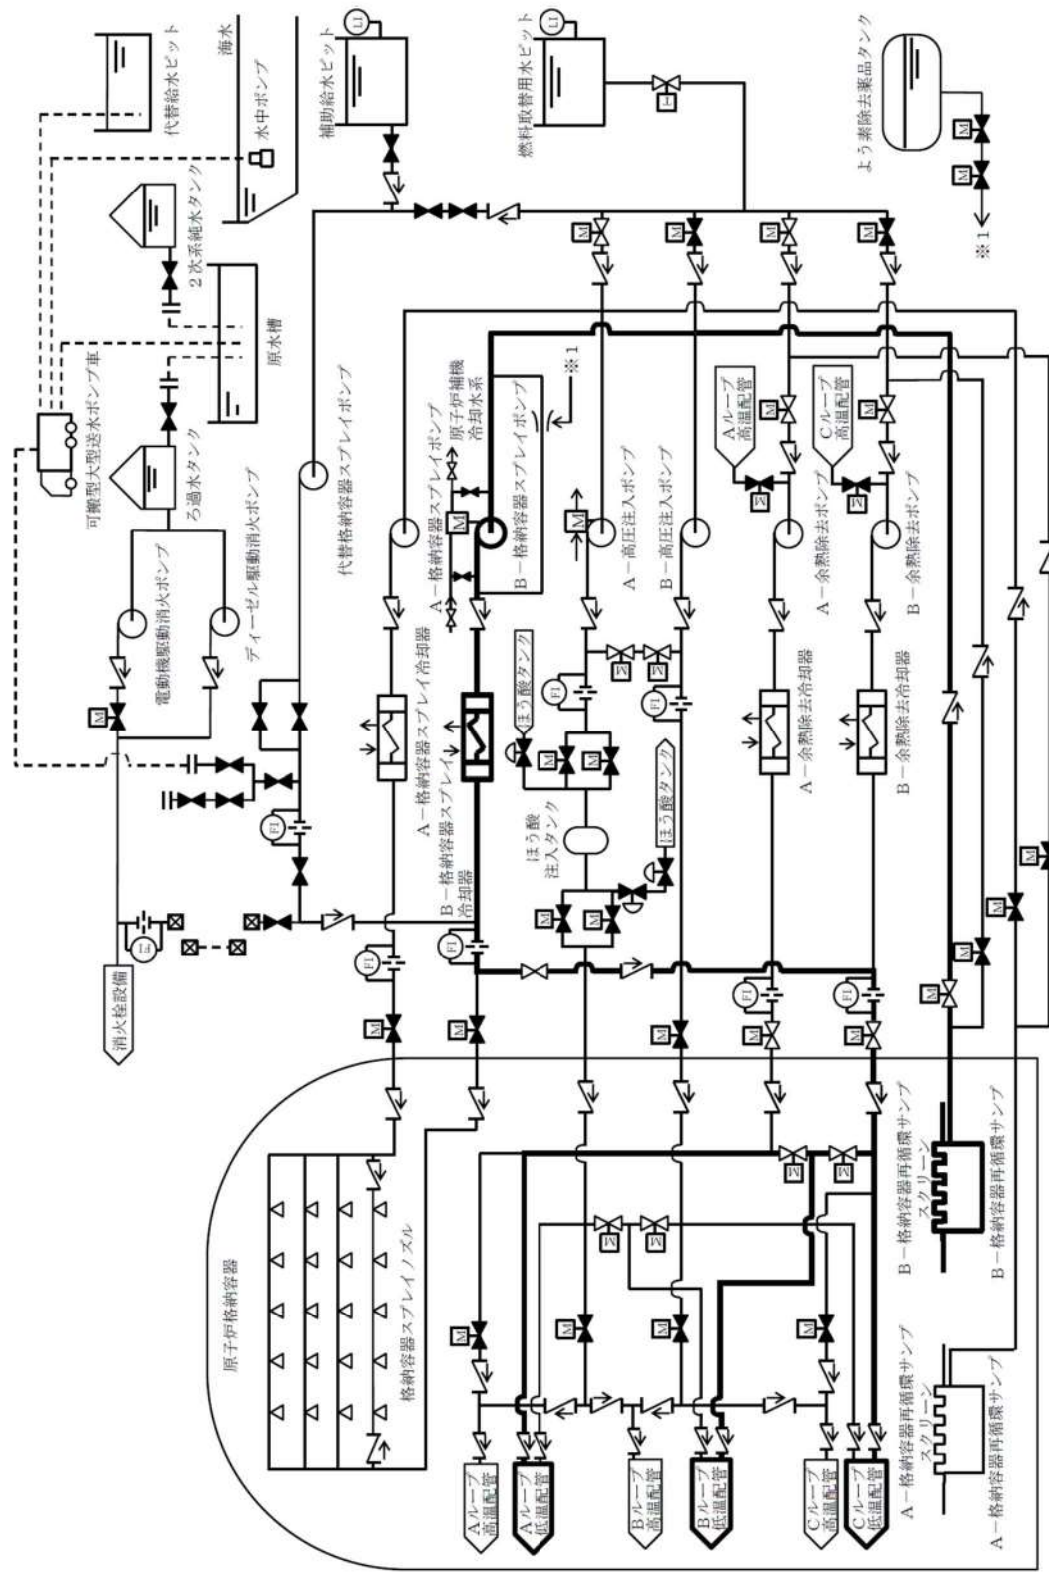 代替給水ピット
海水
水中ポンプ
2次系純水タンク
原水槽
可搬型大型送水ポンプ車
ろ過水タンク
電動機駆動消火ポンプ
ディーゼル駆動消火ポンプ
消火栓設備
FI
M
FI
LI
補助給水ピット
LI
燃料取替用水ピット
T
よう素除去薬品タンク
M
M
※1
代替格納容器スプレイポンプ
A-格納容器スプレイポンプ
原子炉補機
冷却水系
M
B-格納容器スプレイポンプ
※1
M
A-高圧注入ポンプ
B-高圧注入ポンプ
M
M
M
M
Aループ
高温配管
M
M
Cループ
高温配管
M
M
A-余熱除去ポンプ
B-余熱除去ポンプ
A-格納容器スプレイ冷却器
B-格納容器スプレイ
冷却器
ほう酸タンク
FI
M
M
FI
M
M
ほう酸
注入タンク
ほう酸タンク
M
M
A-余熱除去冷却器
B-余熱除去冷却器
FI
FI
FI
FI
M
M
M
M
M
M
M
M
M
原子炉格納容器
格納容器スプレイノズル
M
M
M
M
M
M
M
M
Aループ
高温配管
Aループ
低温配管
Bループ
高温配管
Bループ
低温配管
Cループ
高温配管
Cループ
低温配管
B-格納容器再循環サンプ
スクリーン
B-格納容器再循環サンプ
A-格納容器再循環サンプ
スクリーン
A-格納容器再循環サンプ